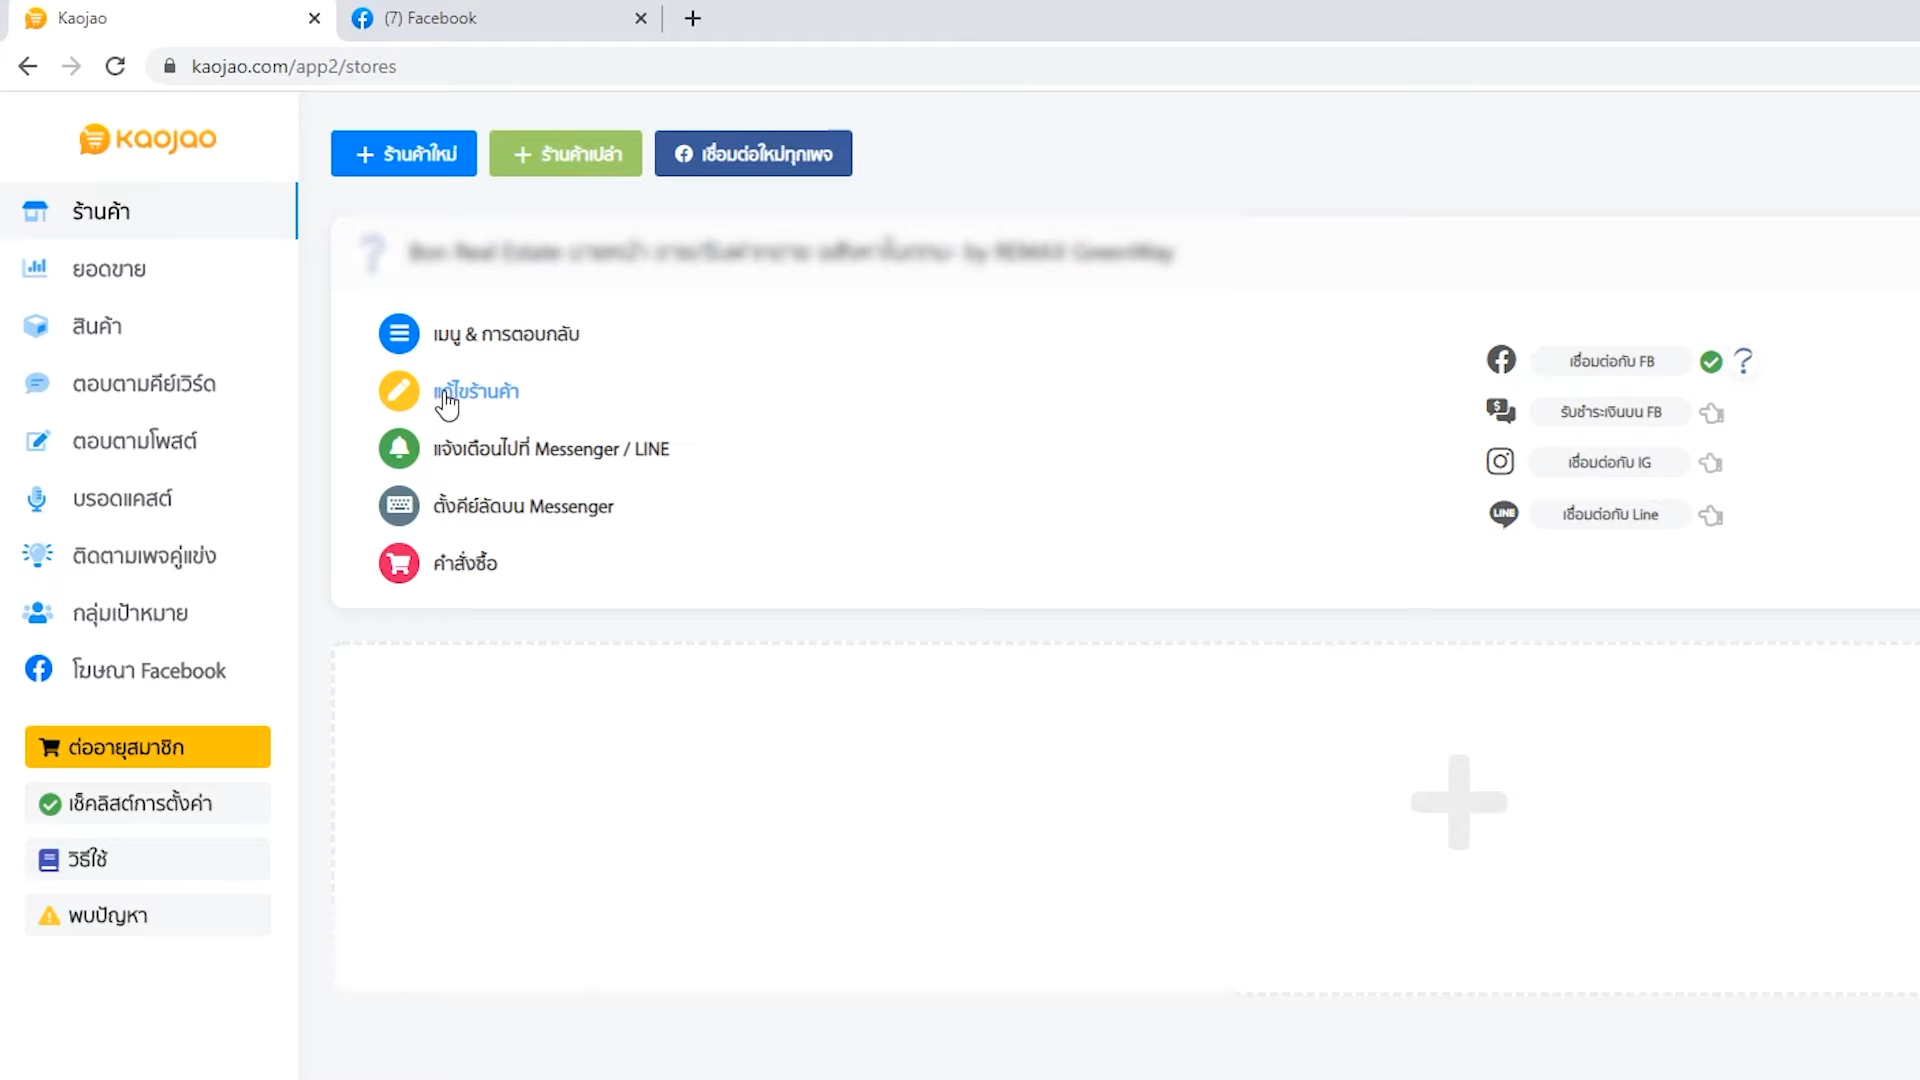 Kaojao
(7) Facebook
kaojao.com/app2/stores
KAOJAO
ร้านค้าใหม่
ร้านค้าเปล่า
เชื่อมต่อใหม่ทุกเพจ
ร้านค้า
ยอดขาย
สินค้า
ตอบตามคีย์เวิร์ด
ตอบตามโพสต์
บรอดแคสต์
ติดตามเพจคู่แข่ง
กลุ่มเป้าหมาย
โฆษณา Facebook
ต่ออายุสมาชิก
เช็คลิสต์การตั้งค่า
วิธีใช้
พบปัญหา
เมนู & การตอบกลับ
แก้ไขร้านค้า
แจ้งเตือนไปที่ Messenger / LINE
ตั้งคีย์ลัดบน Messenger
คำสั่งซื้อ
เชื่อมต่อกับ FB
รับชำระเงินบน FB
เชื่อมต่อกับ IG
LINE เชื่อมต่อกับ Line